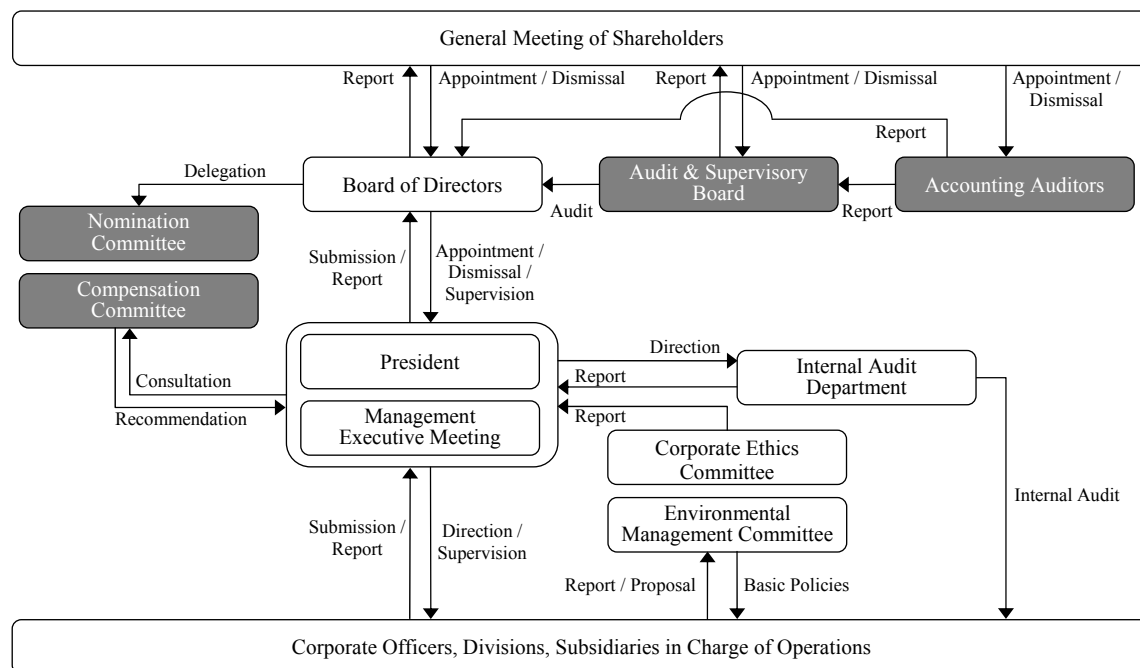 General Meeting of Shareholders
Report
Appointment / Dismissal
Report
Appointment / Dismissal
Appointment /
Dismissal
Report
Delegation
Board of Directors
Audit & Supervisory
Board
Accounting Auditors
Audit
Report
Nomination
Committee
Submission /
Report
Appointment /
Dismissal /
Supervision
Compensation
Committee
President
Direction
Internal Audit
Department
Report
Consultation
Recommendation
Management
Executive Meeting
Report
Corporate Ethics
Committee
Internal Audit
Submission /
Report
Direction /
Supervision
Environmental
Management Committee
Report / Proposal
Basic Policies
Corporate Officers, Divisions, Subsidiaries in Charge of Operations